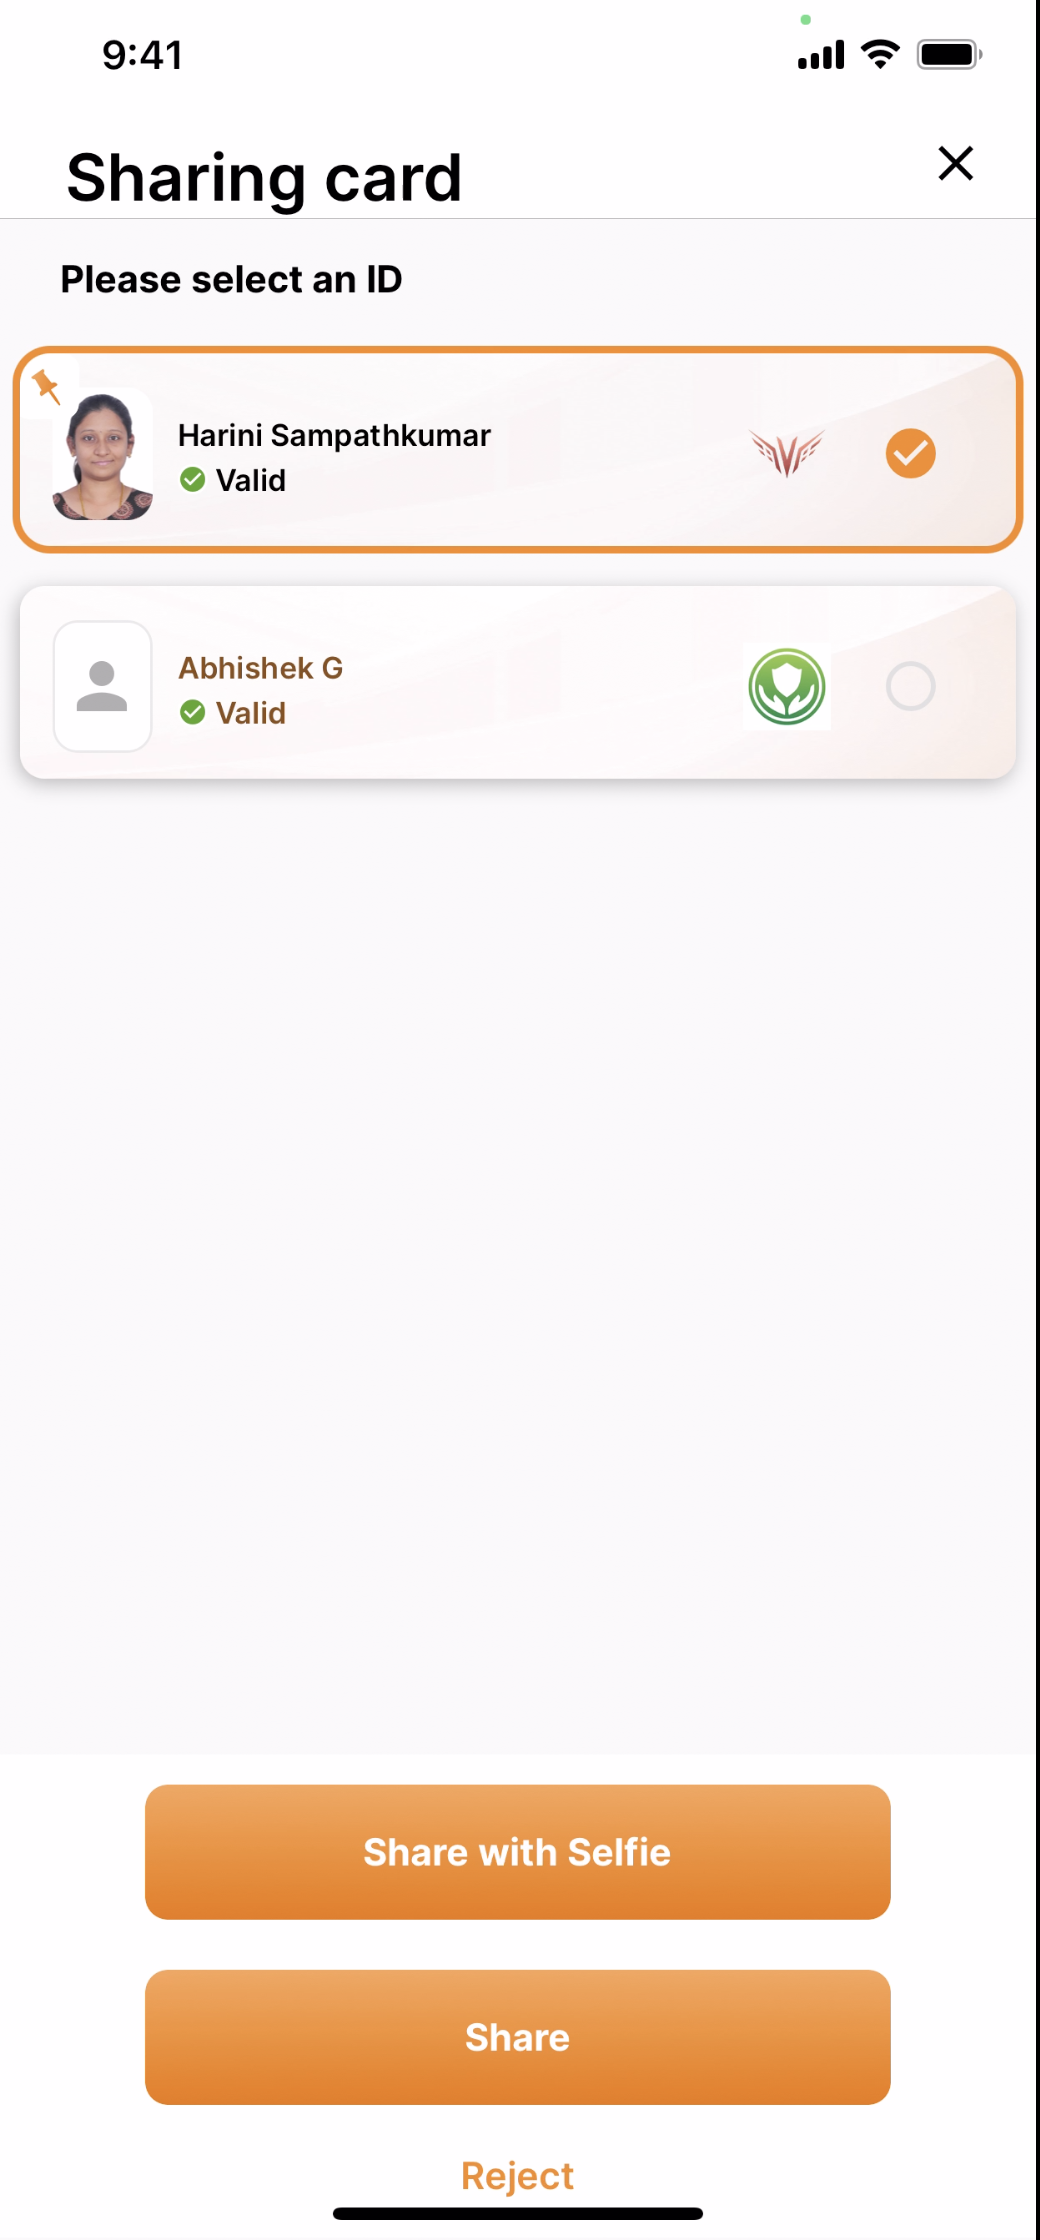 9:41
Sharing card
Please select an ID
Harini Sampathkumar
Valid
Abhishek G
Valid
Share with Selfie
Share
Reject